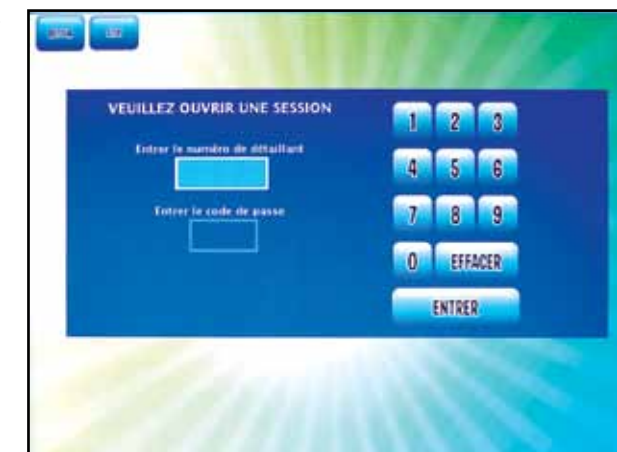 VEUILLEZ OUVRIR UNE SESSION
Entrer le numéro de détaillant
Entrer le code de passe
1 2 3
4 5 6
7 8 9
0 EFFACER
ENTRER